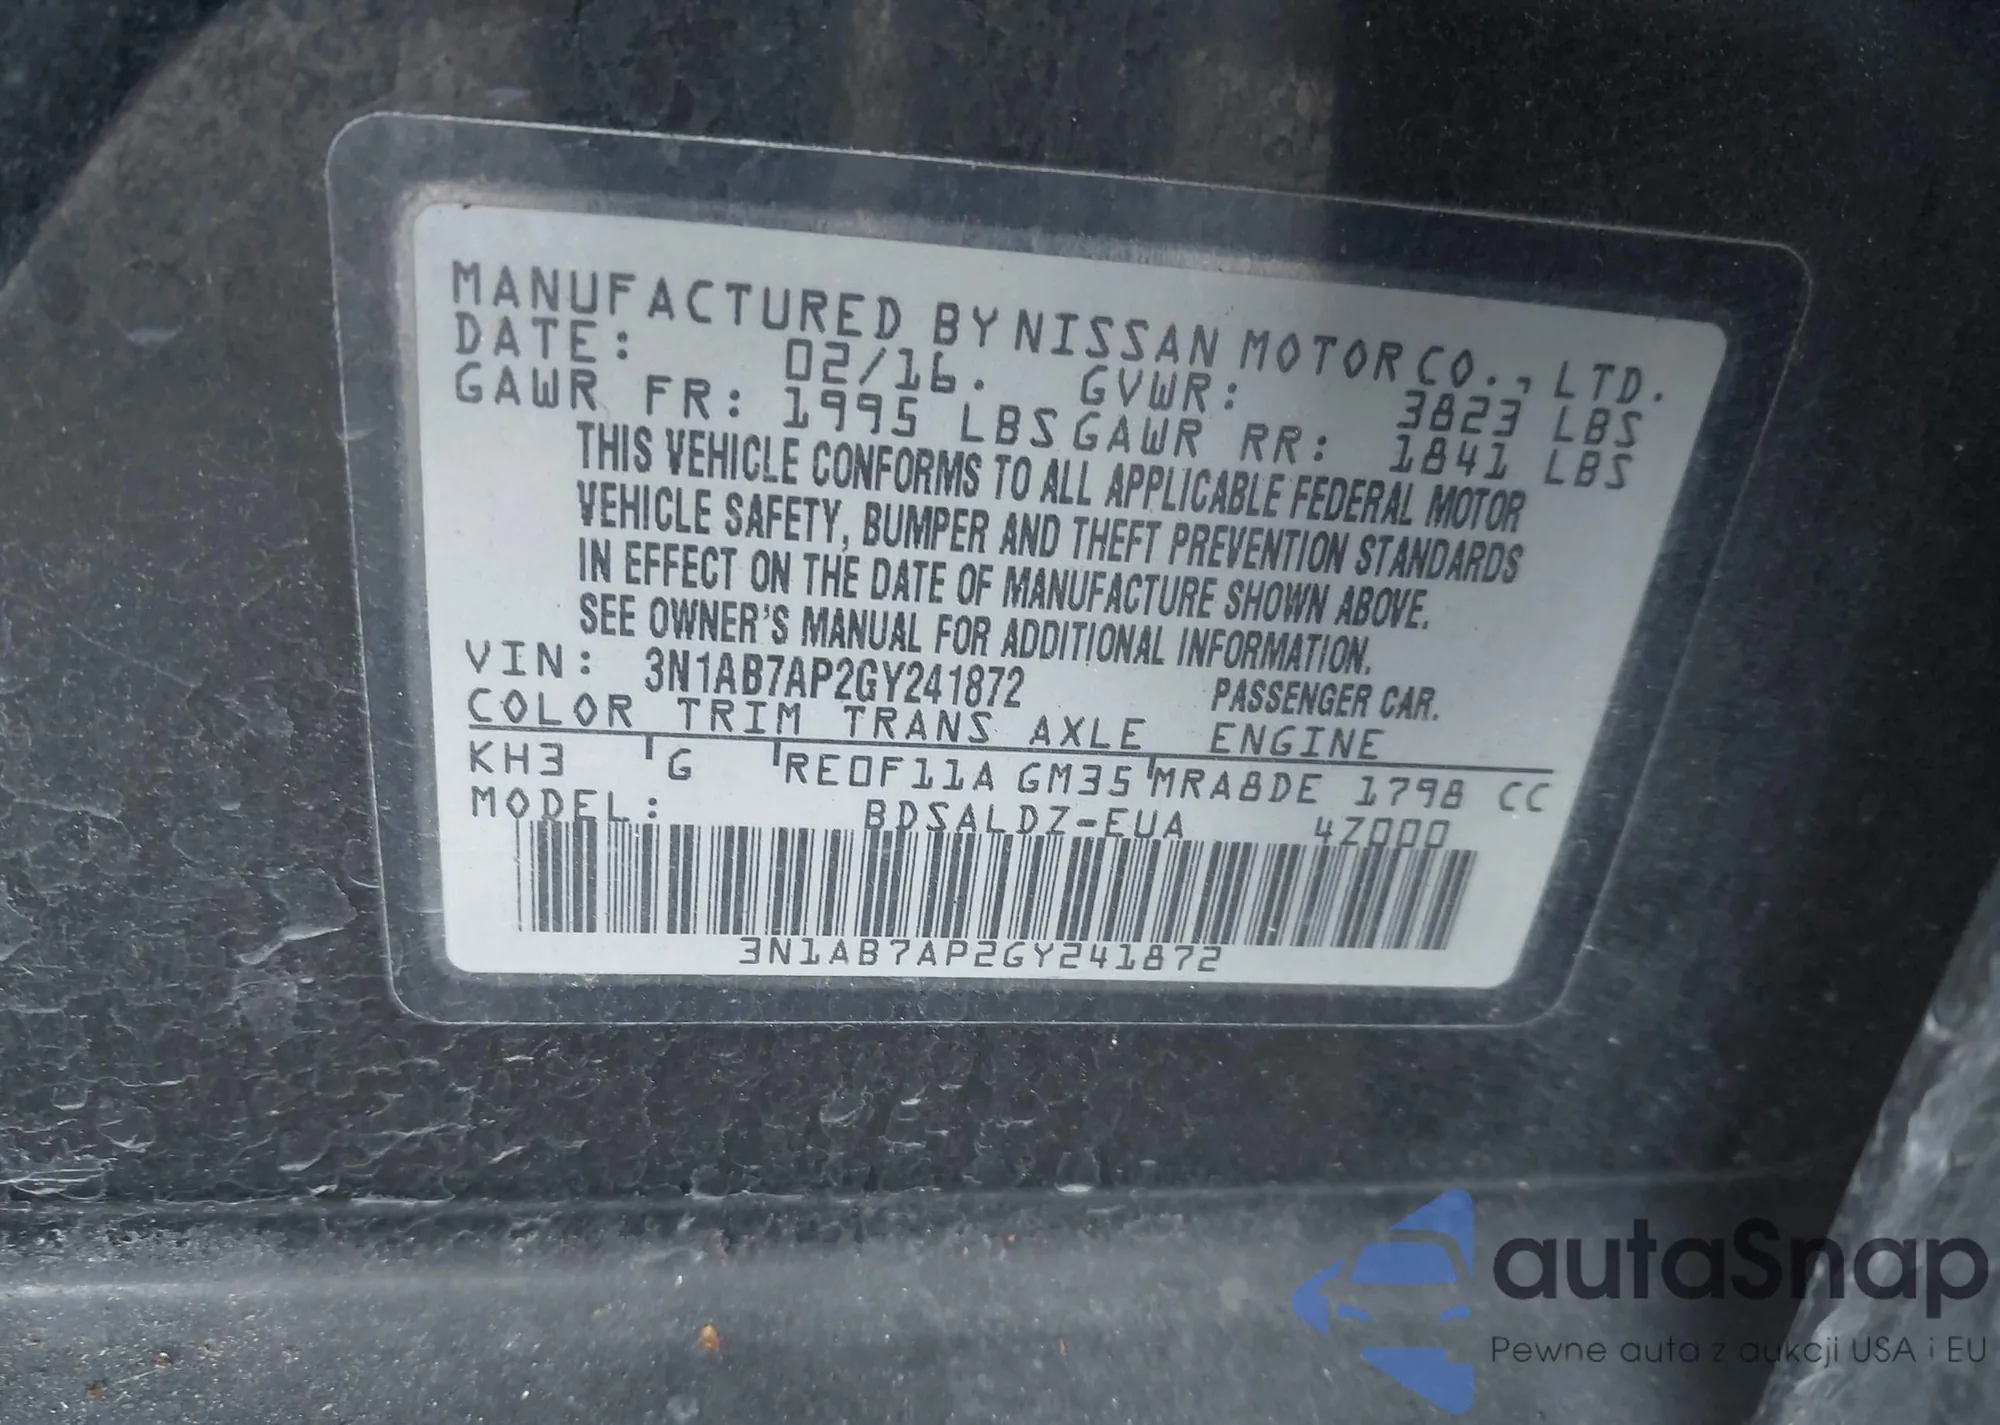 MANUFACTURED BY NISSAN MOTOR CO., LTD.
DATE: 02/16. GVWR: 3823 LBS
GAWR FR: 1995 LBS GAWR RR: 1841 LBS
THIS VEHICLE CONFORMS TO ALL APPLICABLE FEDERAL MOTOR
VEHICLE SAFETY, BUMPER AND THEFT PREVENTION STANDARDS
IN EFFECT ON THE DATE OF MANUFACTURE SHOWN ABOVE.
SEE OWNER'S MANUAL FOR ADDITIONAL INFORMATION.
VIN: 3N1AB7AP2GY241872 PASSENGER CAR.
COLOR TRIM TRANS AXLE ENGINE
KH3 G RE0F11A GM35 MRA8DE 1798 CC
MODEL: BDSALDZ-EUA 4Z000
3N1AB7AP2GY241872
autaSnap
Pewne auta z aukcji USA i EU